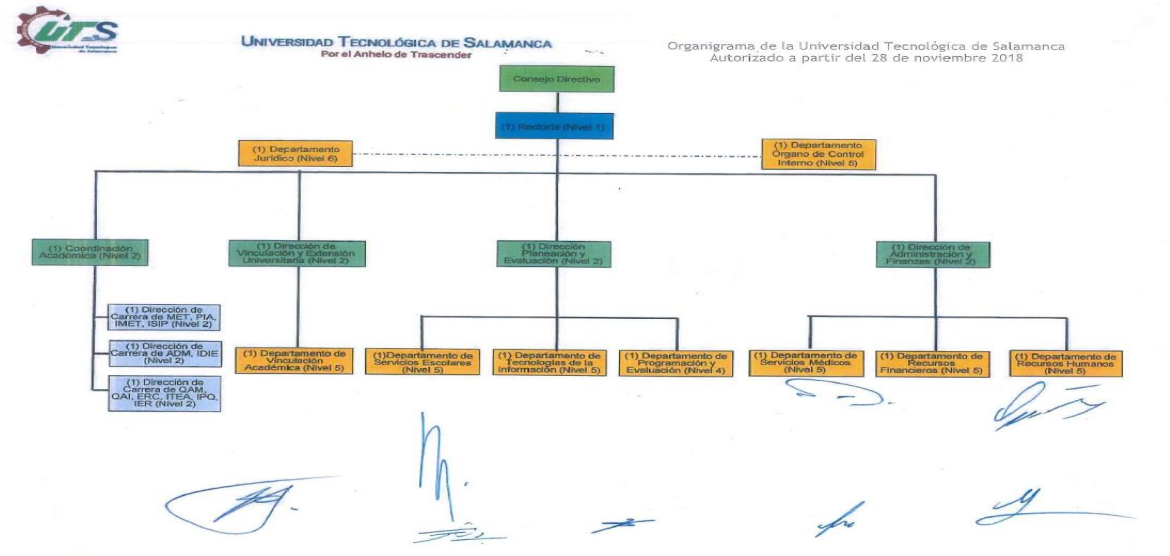 UTS
Universidad Tecnológica
de Salamanca
UNIVERSIDAD TECNOLÓGICA DE SALAMANCA
Por el Anhelo de Trascender
Organigrama de la Universidad Tecnológica de Salamanca
Autorizado a partir del 28 de noviembre 2018
Consejo Directivo
(1) Rectoría (Nivel 1)
(1) Departamento
Jurídico (Nivel 6)
(1) Departamento
Órgano de Control
Interno (Nivel 5)
(1) Coordinación
Académica (Nivel 2)
(1) Dirección de
Vinculación y Extensión
Universitaria (Nivel 2)
(1) Dirección
Planeación y
Evaluación (Nivel 2)
(1) Dirección de
Administración y
Finanzas (Nivel 2)
(1) Dirección de
Carrera de MET, PIA,
IMET, ISIP (Nivel 2)
(1) Dirección de
Carrera de ADM, IDIE
(Nivel 2)
(1) Dirección de
Carrera de QAM,
QAI, ERC, ITEA, IPQ,
IER (Nivel 2)
(1) Departamento de
Vinculación
Académica (Nivel 5)
(1)Departamento de
Servicios Escolares
(Nivel 5)
(1) Departamento de
Tecnologías de la
Información (Nivel 5)
(1) Departamento de
Programación y
Evaluación (Nivel 4)
(1) Departamento de
Servicios Médicos
(Nivel 5)
(1) Departamento de
Recursos
Financieros (Nivel 5)
(1) Departamento de
Recursos Humanos
(Nivel 5)